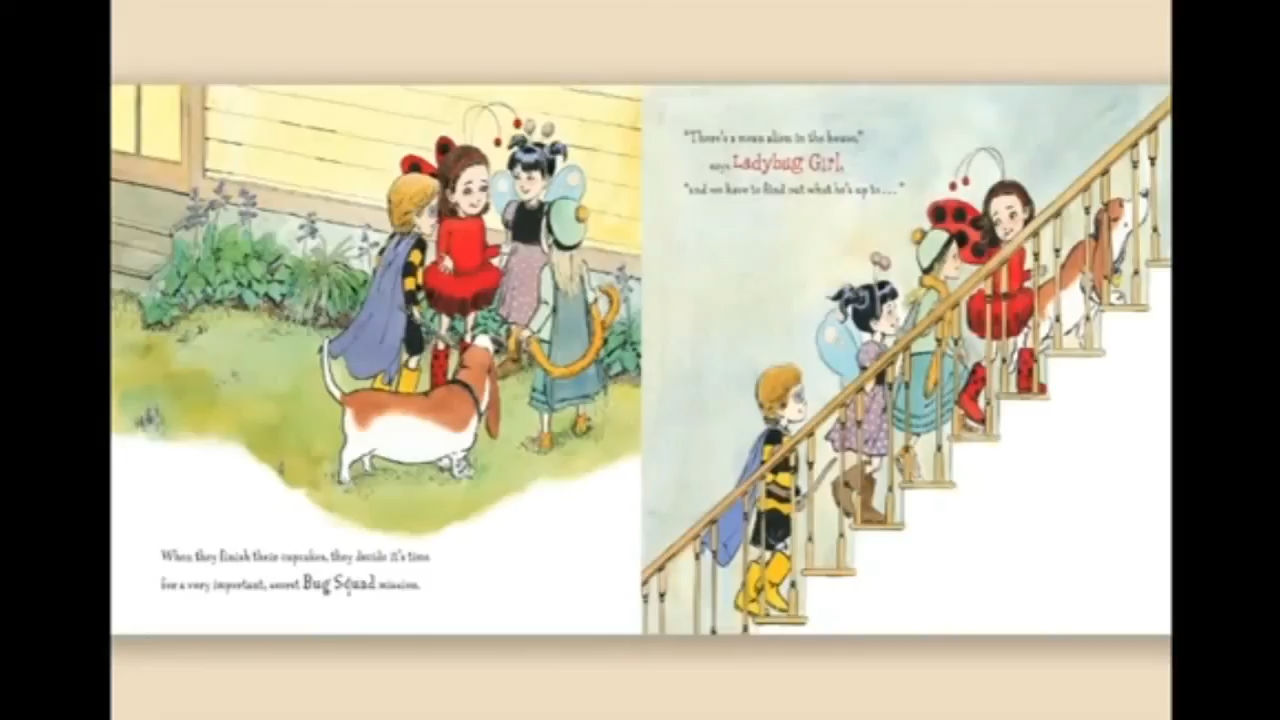 When they finish their cupcakes, they decide it's time
for a very important, secret Bug Squad mission.
"There's a mean alien in the house,"
says Ladybug Girl,
"and we have to find out what he's up to . . . "